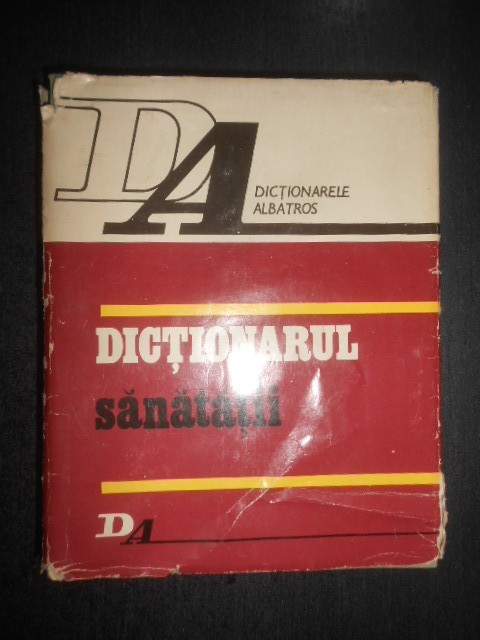 DA
DICȚIONARELE
ALBATROS
DICȚIONARUL
sănătății
DA